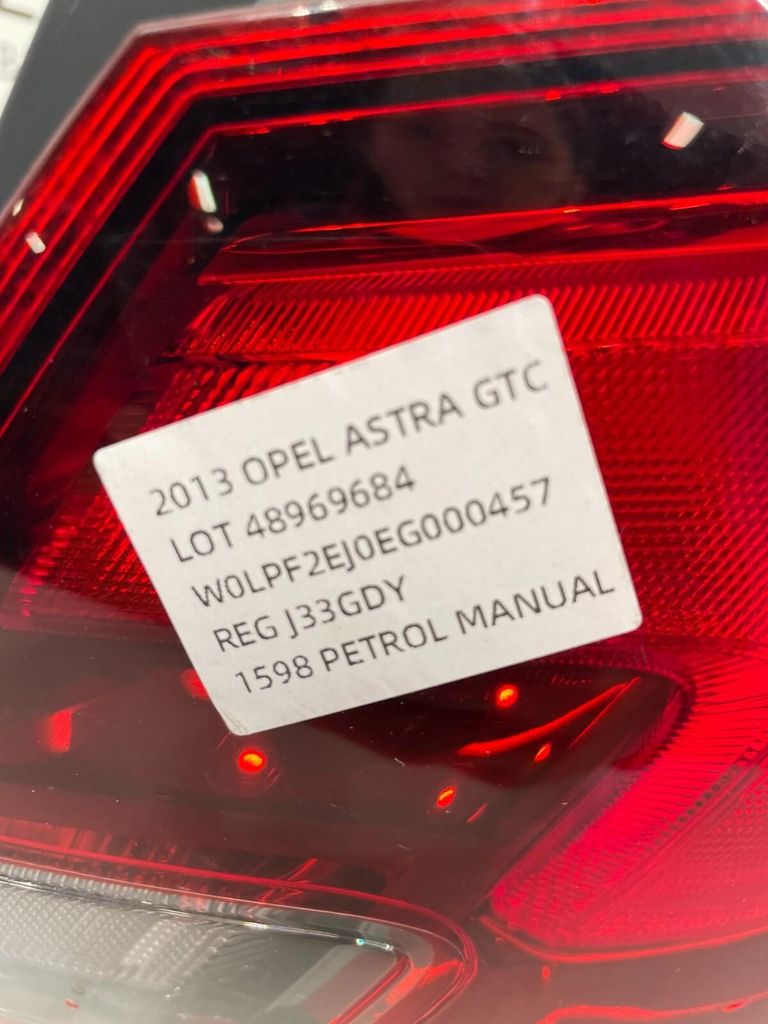 2013 OPEL ASTRA GTC
LOT 48969684
W0LPF2EJ0EG000457
REG J33GDY
1598 PETROL MANUAL